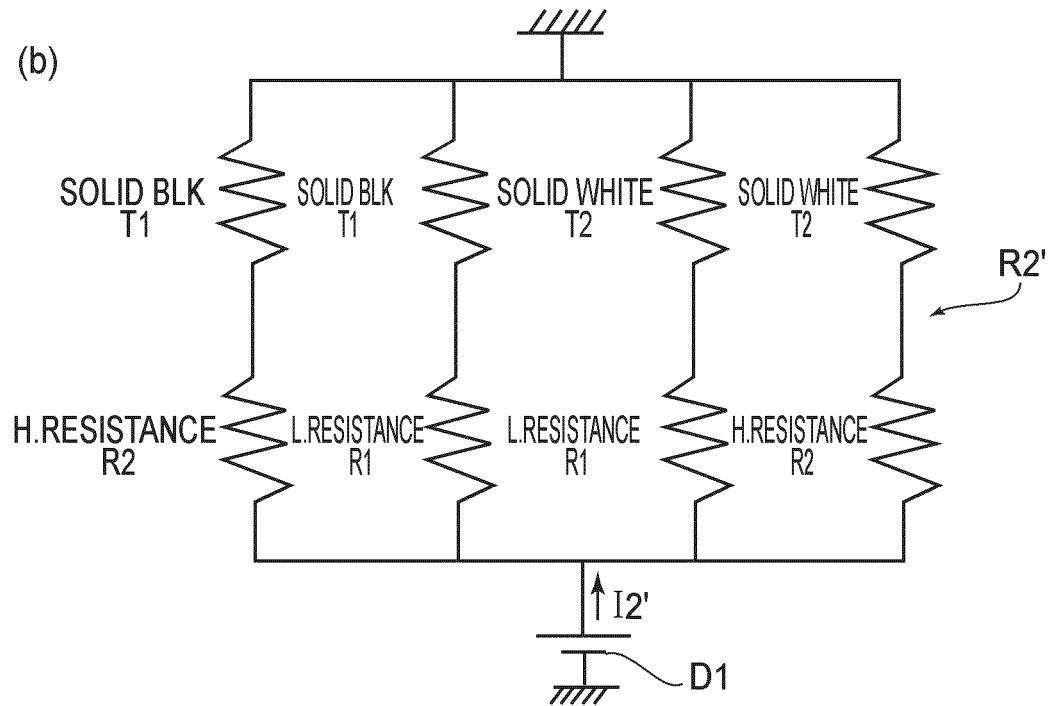 (b)
SOLID BLK
T1
SOLID BLK
T1
SOLID WHITE
T2
SOLID WHITE
T2
R2'
H.RESISTANCE
R2
L.RESISTANCE
R1
L.RESISTANCE
R1
H.RESISTANCE
R2
I2'
D1